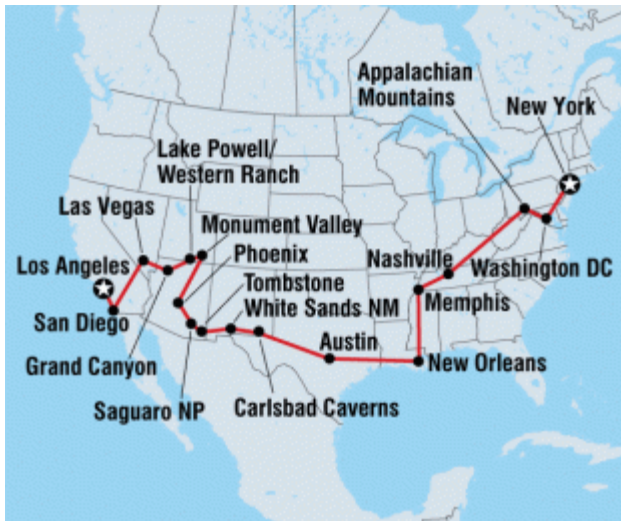 Appalachian
Mountains
New York
Lake Powell/
Western Ranch
Las Vegas
Monument Valley
Phoenix
Los Angeles
Nashville
Washington DC
Tombstone
San Diego
White Sands NM
Memphis
Austin
Grand Canyon
New Orleans
Saguaro NP
Carlsbad Caverns